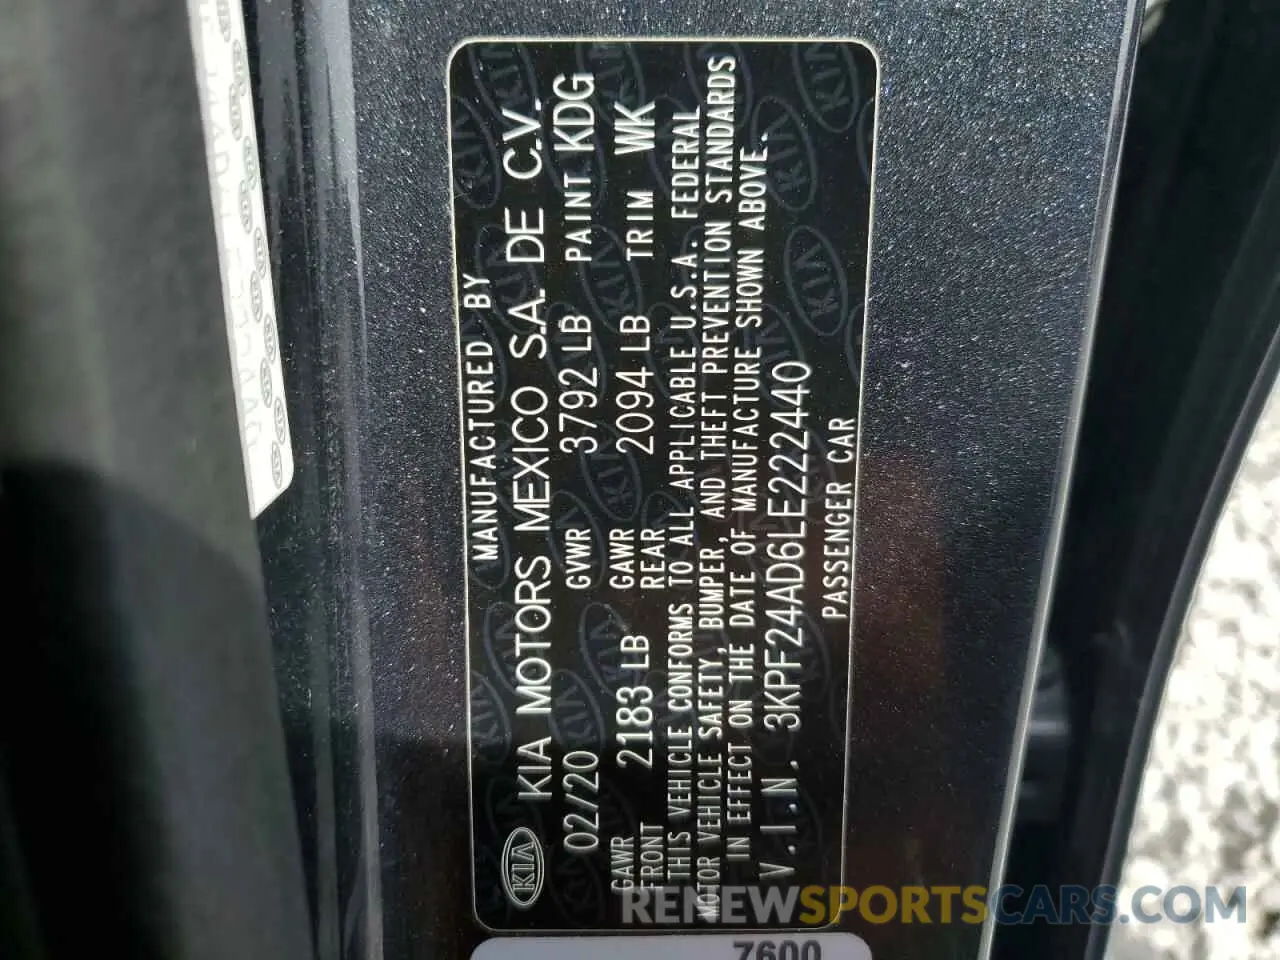 MANUFACTURED BY
KIA KIA MOTORS MEXICO S.A. DE C.V.
02/20 GVWR 3792 LB PAINT KDG
GAWR FRONT 2183 LB GAWR REAR 2094 LB TRIM WK
THIS VEHICLE CONFORMS TO ALL APPLICABLE U.S.A. FEDERAL
MOTOR VEHICLE SAFETY, BUMPER, AND THEFT PREVENTION STANDARDS
IN EFFECT ON THE DATE OF MANUFACTURE SHOWN ABOVE.
V.I.N. 3KPF24AD6LE222440
PASSENGER CAR
7600
RENEWSPORTSCARS.COM